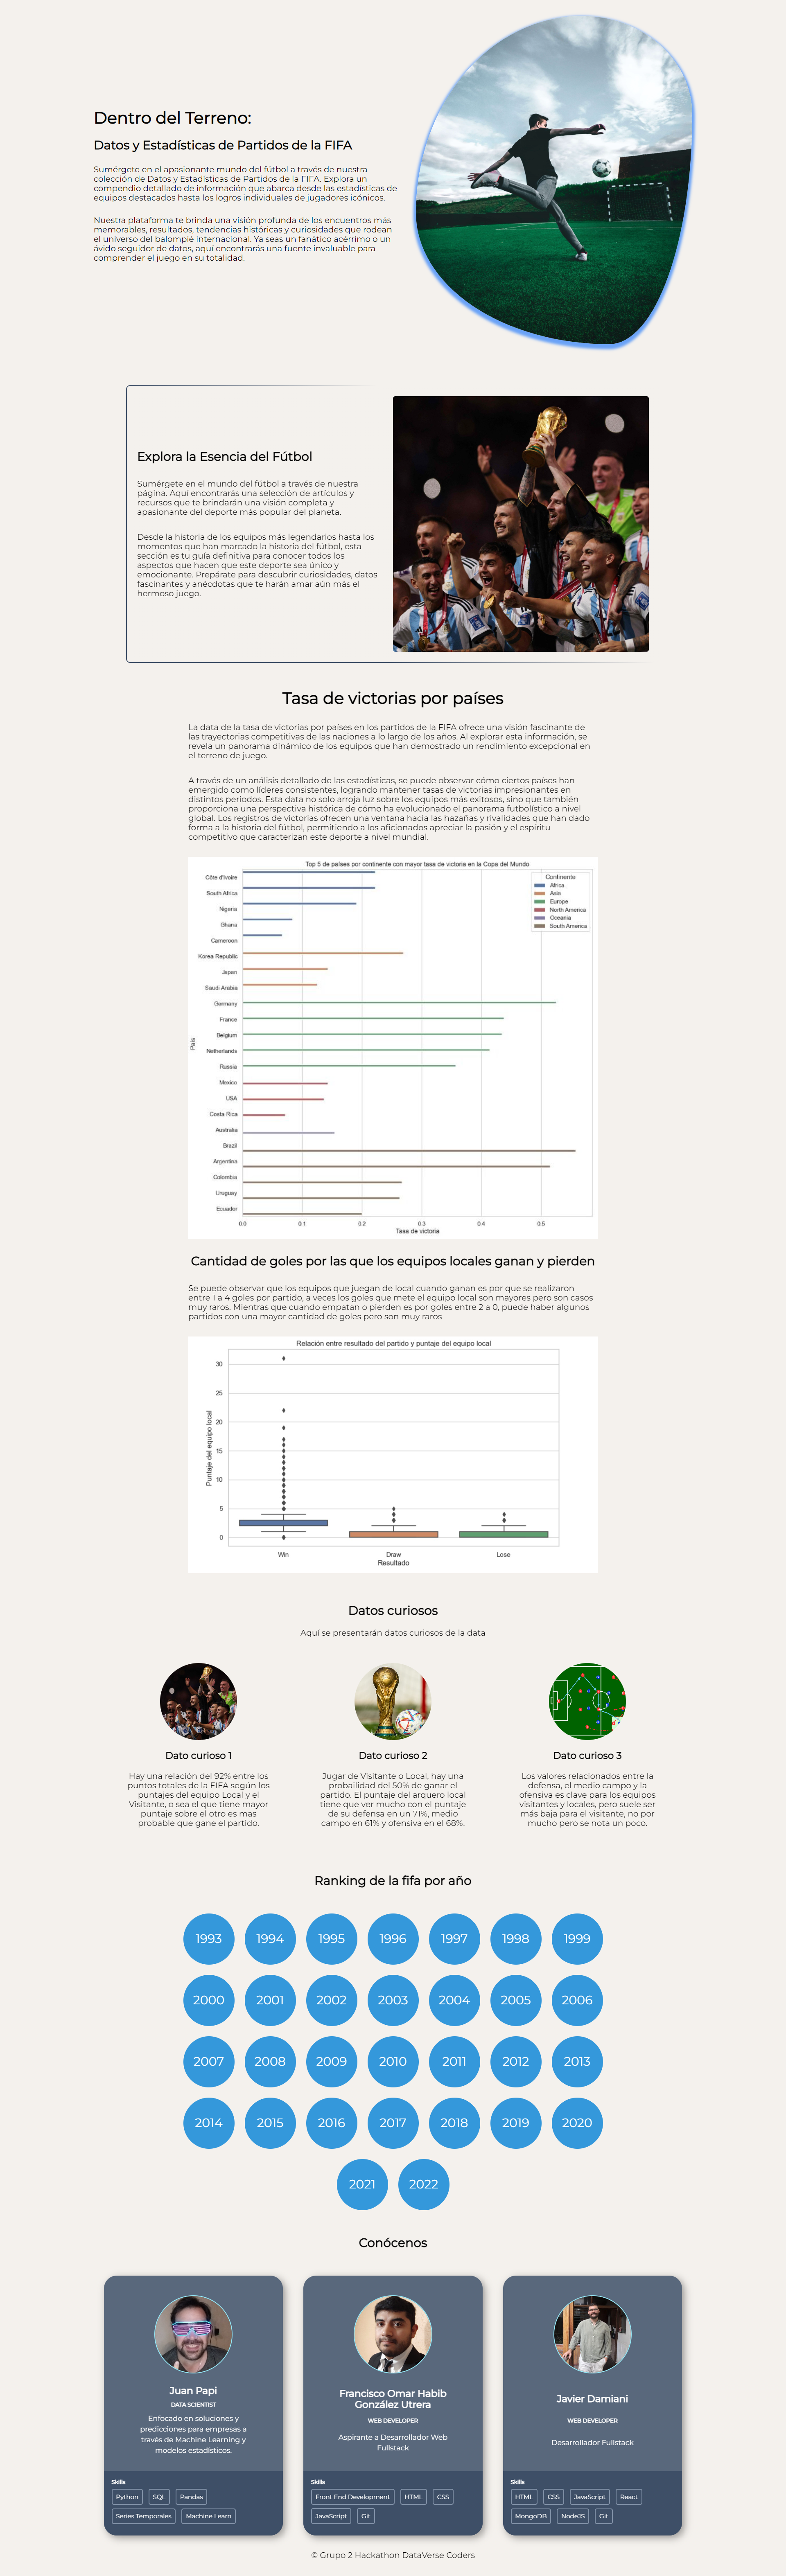 Dentro del Terreno:
Datos y Estadísticas de Partidos de la FIFA
Sumérgete en el apasionante mundo del fútbol a través de nuestra
colección de Datos y Estadísticas de Partidos de la FIFA. Explora un
compendio detallado de información que abarca desde las estadísticas de
equipos destacados hasta los logros individuales de jugadores icónicos.
Nuestra plataforma te brinda una visión profunda de los encuentros más
memorables, resultados, tendencias históricas y curiosidades que rodean
el universo del balompié internacional. Ya seas un fanático acérrimo o un
ávido seguidor de datos, aquí encontrarás una fuente invaluable para
comprender el juego en su totalidad.
Explora la Esencia del Fútbol
Sumérgete en el mundo del fútbol a través de nuestra
página. Aquí encontrarás una selección de artículos y
recursos que te brindarán una visión completa y
apasionante del deporte más popular del planeta.
Desde la historia de los equipos más legendarios hasta los
momentos que han marcado la historia del fútbol, esta
sección es tu guía definitiva para conocer todos los
aspectos que hacen que este deporte sea único y
emocionante. Prepárate para descubrir curiosidades, datos
fascinantes y anécdotas que te harán amar aún más el
hermoso juego.
Tasa de victorias por países
La data de la tasa de victorias por países en los partidos de la FIFA ofrece una visión fascinante de
las trayectorias competitivas de las naciones a lo largo de los años. Al explorar esta información, se
revela un panorama dinámico de los equipos que han demostrado un rendimiento excepcional en
el terreno de juego.
A través de un análisis detallado de las estadísticas, se puede observar cómo ciertos países han
emergido como líderes consistentes, logrando mantener tasas de victorias impresionantes en
distintos periodos. Esta data no solo arroja luz sobre los equipos más exitosos, sino que también
proporciona una perspectiva histórica de cómo ha evolucionado el panorama futbolístico a nivel
global. Los registros de victorias ofrecen una ventana hacia las hazañas y rivalidades que han dado
forma a la historia del fútbol, permitiendo a los aficionados apreciar la pasión y el espíritu
competitivo que caracterizan este deporte a nivel mundial.
Top 5 de países por continente con mayor tasa de victoria en la Copa del Mundo
Continente
Africa
Asia
Europe
North America
Oceania
South America
País
Côte d'Ivoire
South Africa
Nigeria
Ghana
Cameroon
Korea Republic
Japan
Saudi Arabia
Germany
France
Belgium
Netherlands
Russia
Mexico
USA
Costa Rica
Australia
Brazil
Argentina
Colombia
Uruguay
Ecuador
0.0 0.1 0.2 0.3 0.4 0.5
Tasa de victoria
Cantidad de goles por las que los equipos locales ganan y pierden
Se puede observar que los equipos que juegan de local cuando ganan es por que se realizaron
entre 1 a 4 goles por partido, a veces los goles que mete el equipo local son mayores pero son casos
muy raros. Mientras que cuando empatan o pierden es por goles entre 2 a 0, puede haber algunos
partidos con una mayor cantidad de goles pero son muy raros
Relación entre resultado del partido y puntaje del equipo local
Puntaje del equipo local
30
25
20
15
10
5
0
Win Draw Lose
Resultado
Datos curiosos
Aquí se presentarán datos curiosos de la data
Dato curioso 1
Hay una relación del 92% entre los
puntos totales de la FIFA según los
puntajes del equipo Local y el
Visitante, o sea el que tiene mayor
puntaje sobre el otro es mas
probable que gane el partido.
Dato curioso 2
Jugar de Visitante o Local, hay una
probailidad del 50% de ganar el
partido. El puntaje del arquero local
tiene que ver mucho con el puntaje
de su defensa en un 71%, medio
campo en 61% y ofensiva en el 68%.
Dato curioso 3
Los valores relacionados entre la
defensa, el medio campo y la
ofensiva es clave para los equipos
visitantes y locales, pero suele ser
más baja para el visitante, no por
mucho pero se nota un poco.
Ranking de la fifa por año
1993 1994 1995 1996 1997 1998 1999
2000 2001 2002 2003 2004 2005 2006
2007 2008 2009 2010 2011 2012 2013
2014 2015 2016 2017 2018 2019 2020
2021 2022
Conócenos
Juan Papi
DATA SCIENTIST
Enfocado en soluciones y
predicciones para empresas a
través de Machine Learning y
modelos estadísticos.
Skills
Python SQL Pandas
Series Temporales Machine Learn
Francisco Omar Habib
González Utrera
WEB DEVELOPER
Aspirante a Desarrollador Web
Fullstack
Skills
Front End Development HTML CSS
JavaScript Git
Javier Damiani
WEB DEVELOPER
Desarrollador Fullstack
Skills
HTML CSS JavaScript React
MongoDB NodeJS Git
© Grupo 2 Hackathon DataVerse Coders